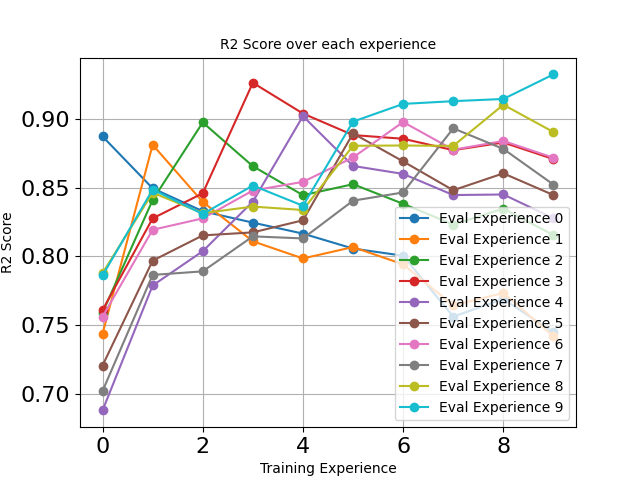 R2 Score over each experience
R2 Score
0.90
0.85
0.80
0.75
0.70
0
2
4
6
8
Training Experience
Eval Experience 0
Eval Experience 1
Eval Experience 2
Eval Experience 3
Eval Experience 4
Eval Experience 5
Eval Experience 6
Eval Experience 7
Eval Experience 8
Eval Experience 9